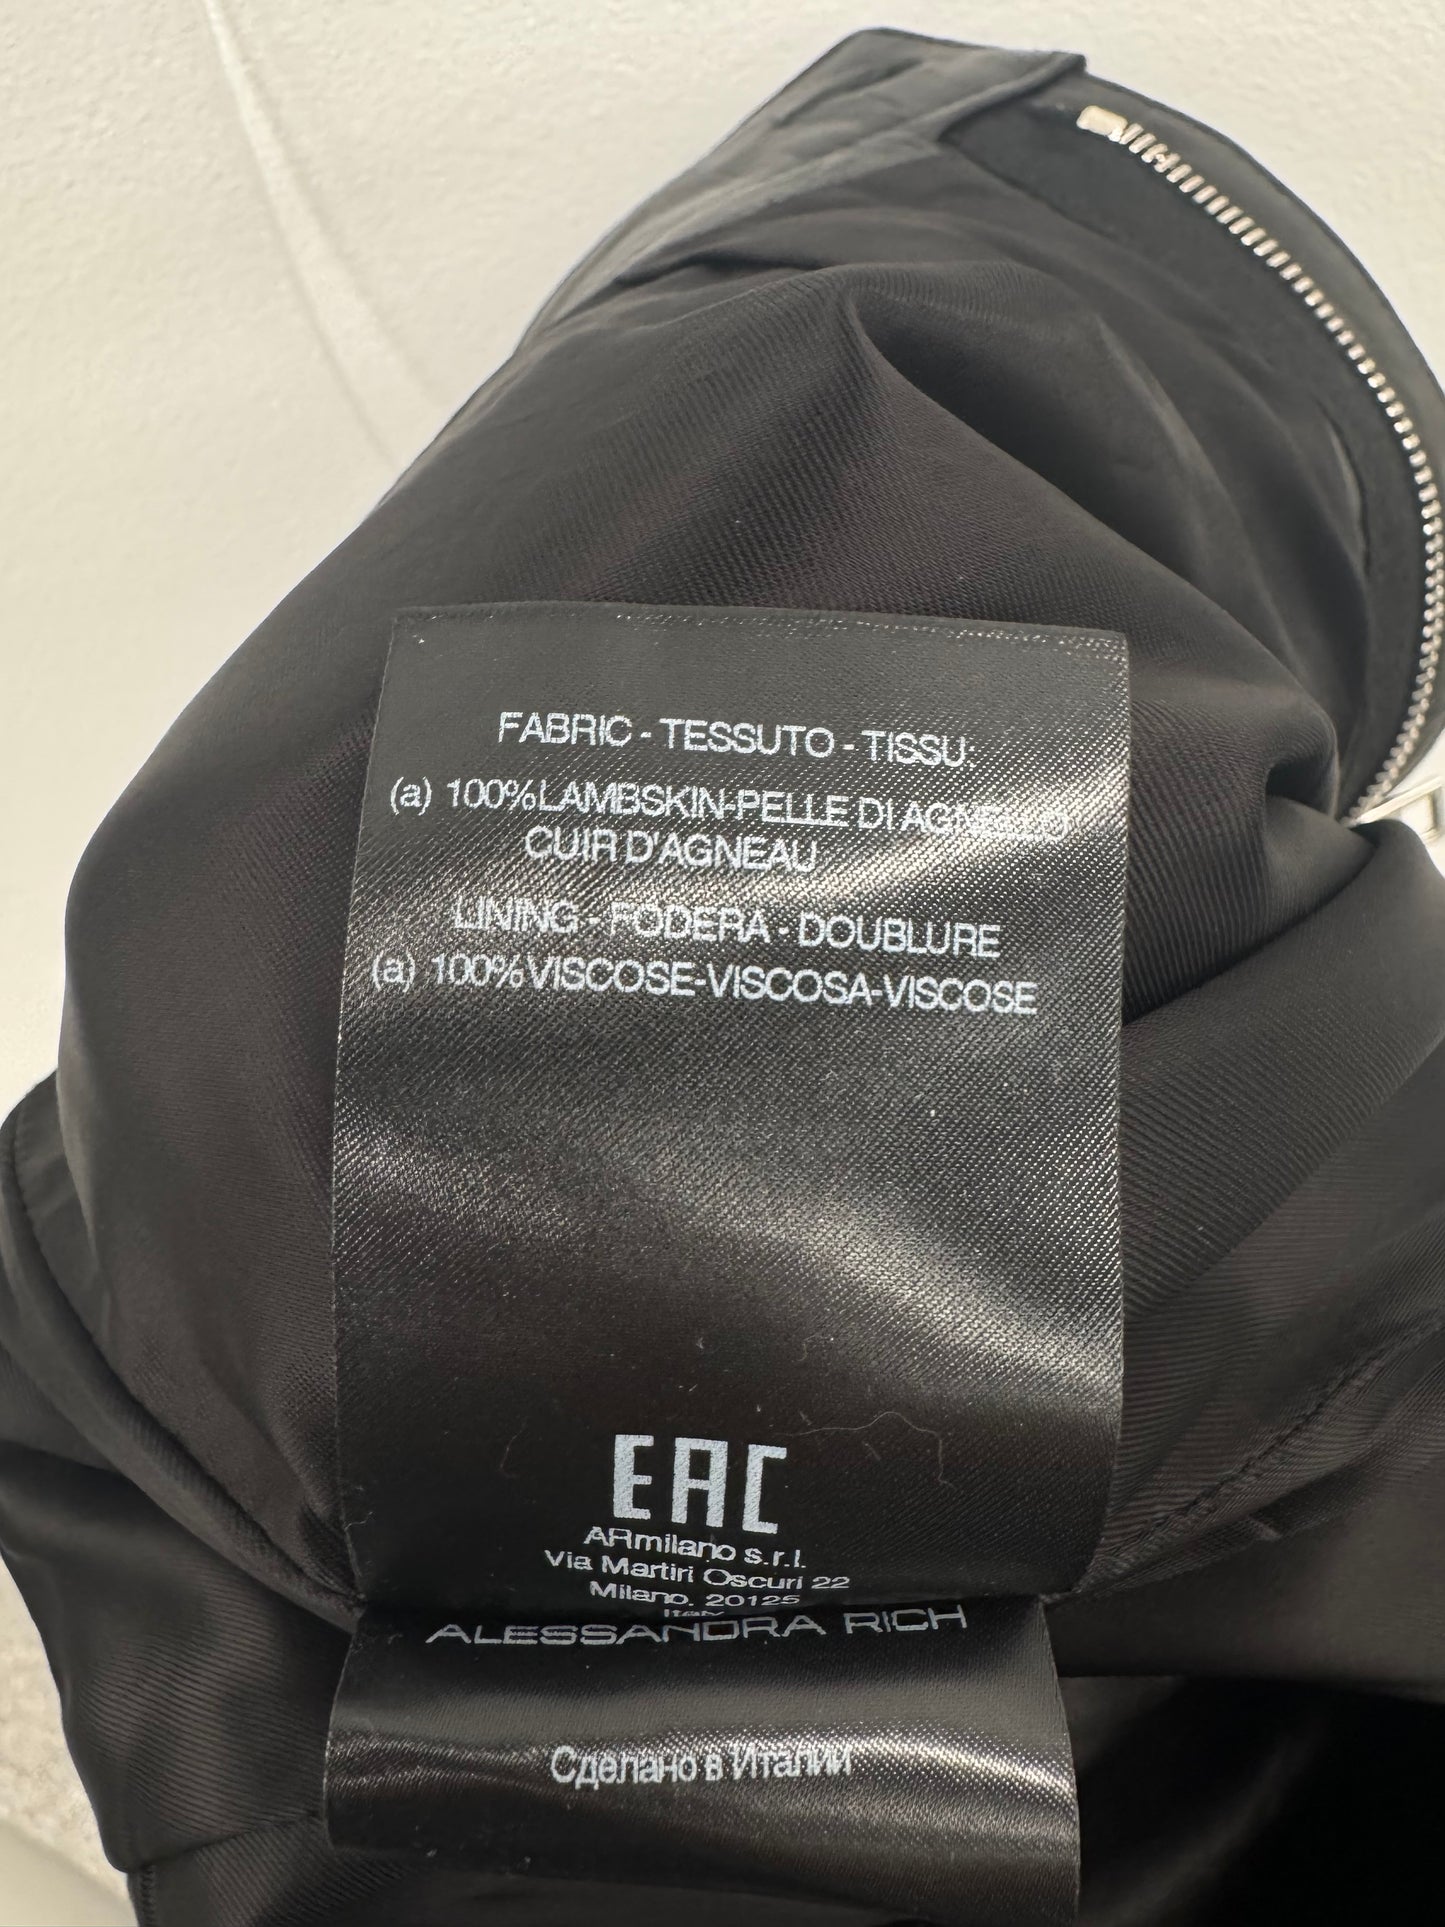 FABRIC - TESSUTO - TISSU:
(a) 100%LAMBSKIN-PELLE DI AGNELLO
CUIR D'AGNEAU
LINING - FODERA - DOUBLURE
(a) 100%VISCOSE-VISCOSA-VISCOSE
EAC
ARmilano s.r.l.
Via Martiri Oscuri 22
Milano, 20125
Italy
ALESSANDRA RICH
Сделано в Италии